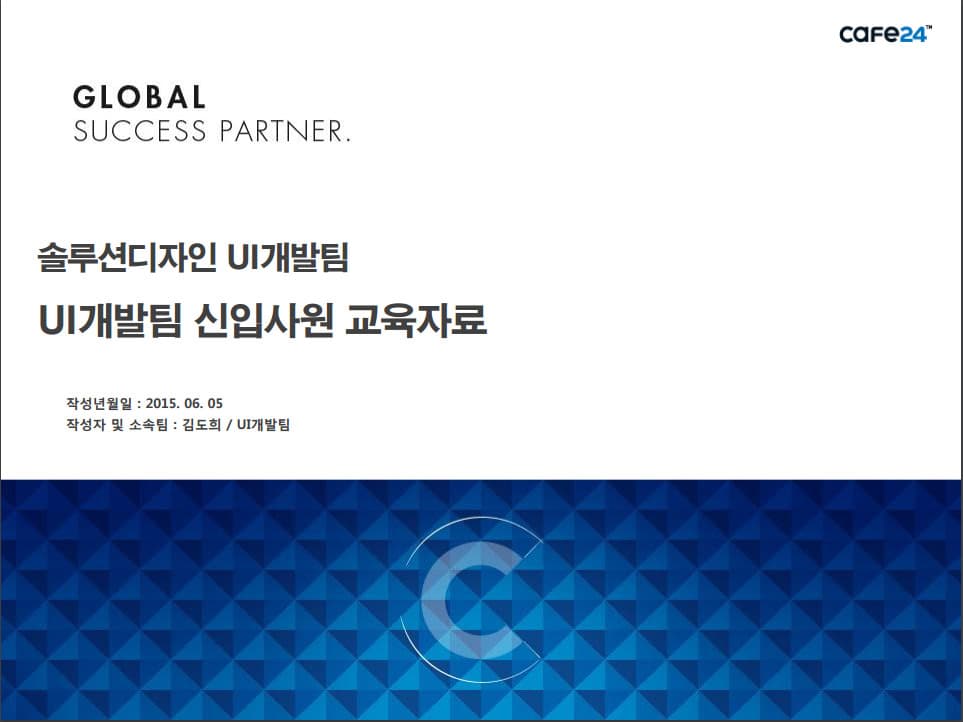 cafe24™
GLOBAL
SUCCESS PARTNER.
솔루션디자인 UI개발팀
UI개발팀 신입사원 교육자료
작성년월일 : 2015. 06. 05
작성자 및 소속팀 : 김도희 / UI개발팀
C